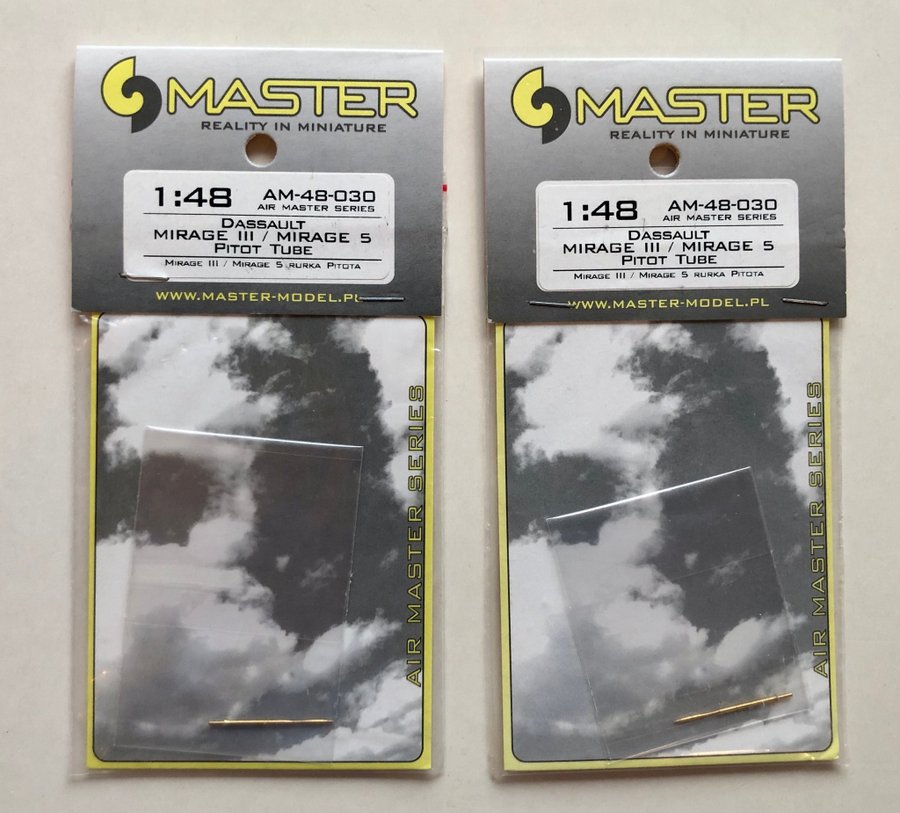 MASTER
REALITY IN MINIATURE
1:48 AM-48-030
AIR MASTER SERIES
DASSAULT
MIRAGE III / MIRAGE 5
PITOT TUBE
MIRAGE III / MIRAGE 5 RURKA PITOTA
WWW.MASTER-MODEL.PL
AIR MASTER SERIES
MASTER
REALITY IN MINIATURE
1:48 AM-48-030
AIR MASTER SERIES
DASSAULT
MIRAGE III / MIRAGE 5
PITOT TUBE
MIRAGE III / MIRAGE 5 RURKA PITOTA
WWW.MASTER-MODEL.PL
AIR MASTER SERIES